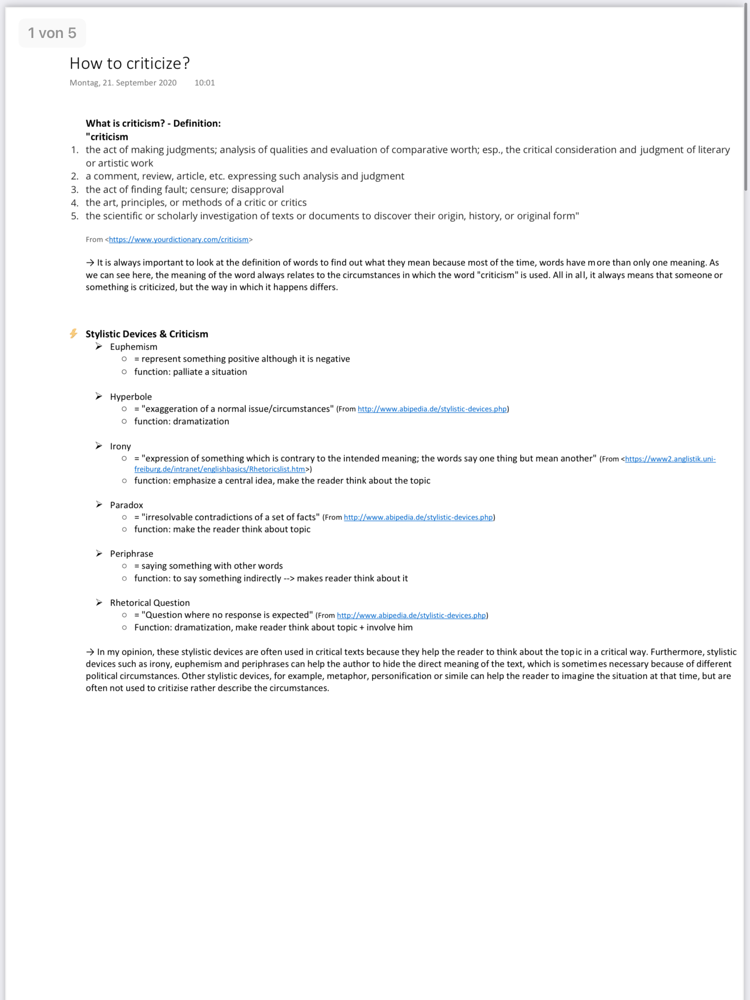 1 von 5
How to criticize?
Montag, 21. September 2020 10:01
What is criticism? - Definition:
"criticism
1. the act of making judgments; analysis of qualities and evaluation of comparative worth; esp., the critical consideration and judgment of literary
or artistic work
2. a comment, review, article, etc. expressing such analysis and judgment
3. the act of finding fault; censure; disapproval
4. the art, principles, or methods of a critic or critics
5. the scientific or scholarly investigation of texts or documents to discover their origin, history, or original form"
From <https://www.yourdictionary.com/criticism>
→ It is always important to look at the definition of words to find out what they mean because most of the time, words have more than only one meaning. As
we can see here, the meaning of the word always relates to the circumstances in which the word "criticism" is used. All in all, it always means that someone or
something is criticized, but the way in which it happens differs.
⚡ Stylistic Devices & Criticism
➢ Euphemism
○ = represent something positive although it is negative
○ function: palliate a situation
➢ Hyperbole
○ = "exaggeration of a normal issue/circumstances" (From http://www.abipedia.de/stylistic-devices.php)
○ function: dramatization
➢ Irony
○ = "expression of something which is contrary to the intended meaning; the words say one thing but mean another" (From <https://www2.anglistik.uni-
freiburg.de/intranet/englishbasics/Rhetoricslist.htm>)
○ function: emphasize a central idea, make the reader think about the topic
➢ Paradox
○ = "irresolvable contradictions of a set of facts" (From http://www.abipedia.de/stylistic-devices.php)
○ function: make the reader think about topic
➢ Periphrase
○ = saying something with other words
○ function: to say something indirectly --> makes reader think about it
➢ Rhetorical Question
○ = "Question where no response is expected" (From http://www.abipedia.de/stylistic-devices.php)
○ Function: dramatization, make reader think about topic + involve him
→ In my opinion, these stylistic devices are often used in critical texts because they help the reader to think about the topic in a critical way. Furthermore, stylistic
devices such as irony, euphemism and periphrases can help the author to hide the direct meaning of the text, which is sometimes necessary because of different
political circumstances. Other stylistic devices, for example, metaphor, personification or simile can help the reader to imagine the situation at that time, but are
often not used to critizise rather describe the circumstances.